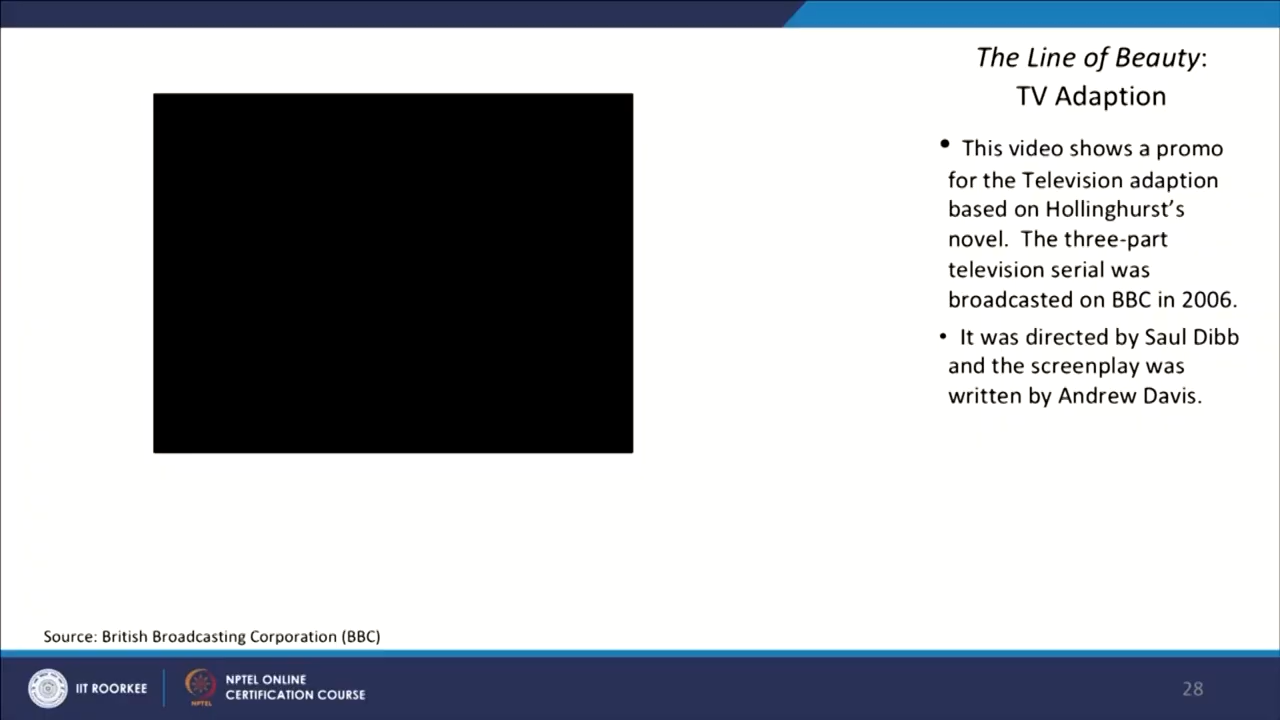 The Line of Beauty:
TV Adaption
• This video shows a promo
for the Television adaption
based on Hollinghurst’s
novel. The three-part
television serial was
broadcasted on BBC in 2006.
• It was directed by Saul Dibb
and the screenplay was
written by Andrew Davis.
Source: British Broadcasting Corporation (BBC)
IIT ROORKEE
NPTEL
NPTEL ONLINE
CERTIFICATION COURSE
28